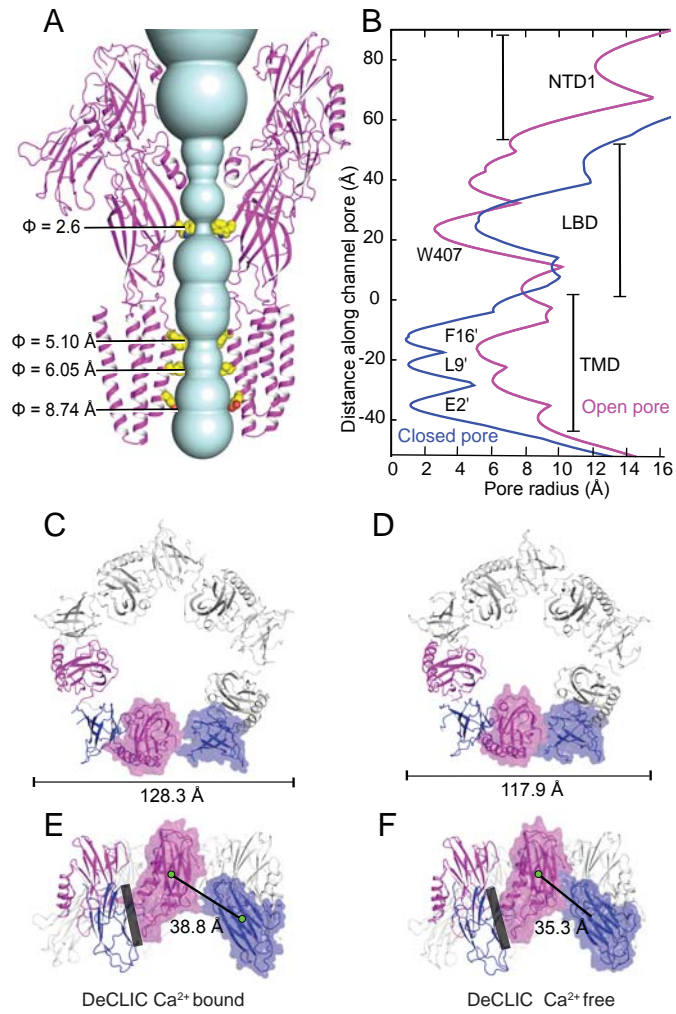 A
Φ = 2.6
Φ = 5.10 Å
Φ = 6.05 Å
Φ = 8.74 Å
B
Distance along channel pore (Å)
80
60
40
20
0
-20
-40
NTD1
LBD
W407
F16'
L9'
E2'
TMD
Open pore
Closed pore
0 2 4 6 8 10 12 14 16
Pore radius (Å)
C
128.3 Å
D
117.9 Å
E
38.8 Å
DeCLIC Ca²⁺ bound
F
35.3 Å
DeCLIC Ca²⁺ free